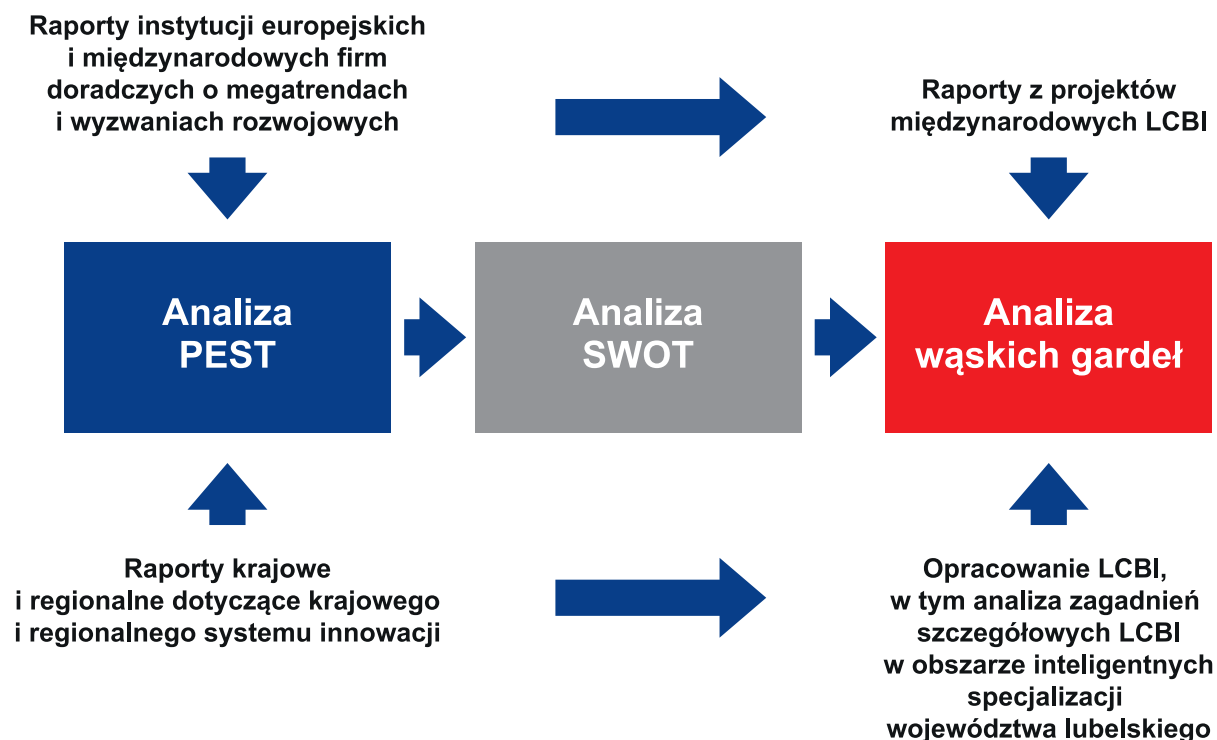 Raporty instytucji europejskich
i międzynarodowych firm
doradczych o megatrendach
i wyzwaniach rozwojowych
Raporty z projektów
międzynarodowych LCBI
Analiza
PEST
Analiza
SWOT
Analiza
wąskich gardeł
Raporty krajowe
i regionalne dotyczące krajowego
i regionalnego systemu innowacji
Opracowanie LCBI,
w tym analiza zagadnień
szczegółowych LCBI
w obszarze inteligentnych
specjalizacji
województwa lubelskiego